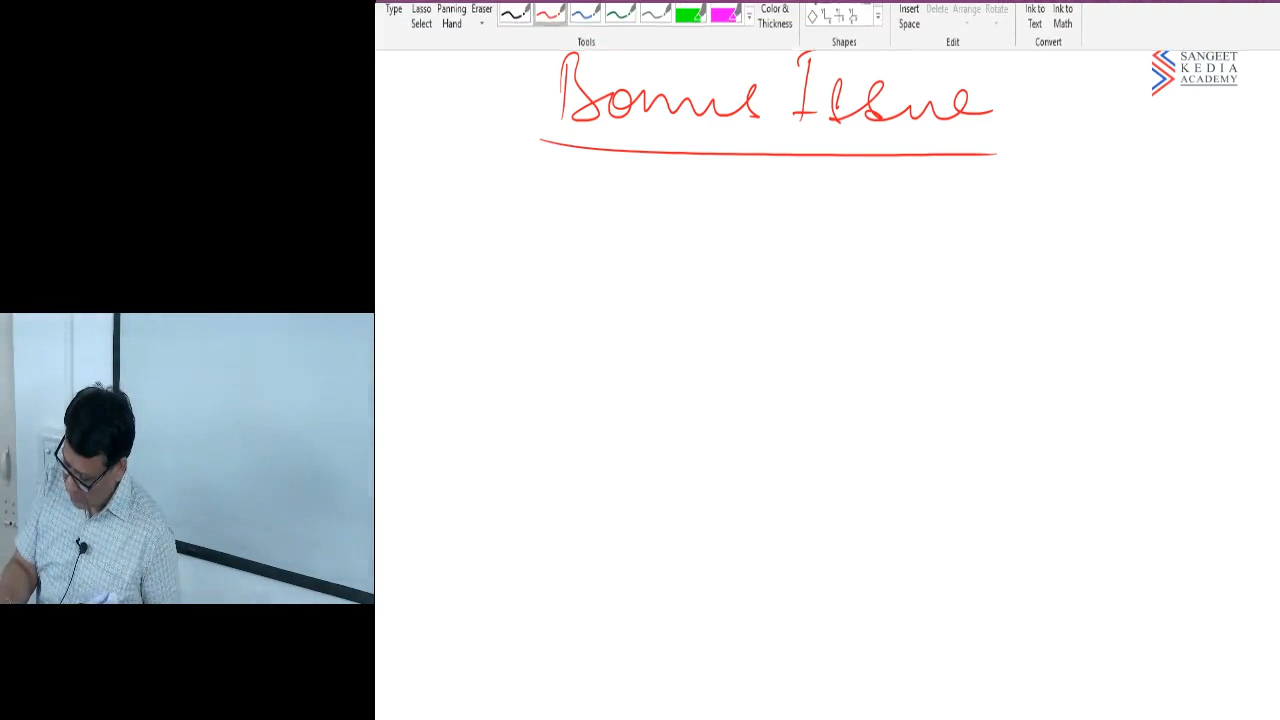 Type
Lasso Select
Panning Hand
Eraser
Color & Thickness
Insert Space
Delete
Arrange
Rotate
Ink to Text
Ink to Math
Tools
Shapes
Edit
Convert
SANGEET
KEDIA
ACADEMY
Bonus Issue